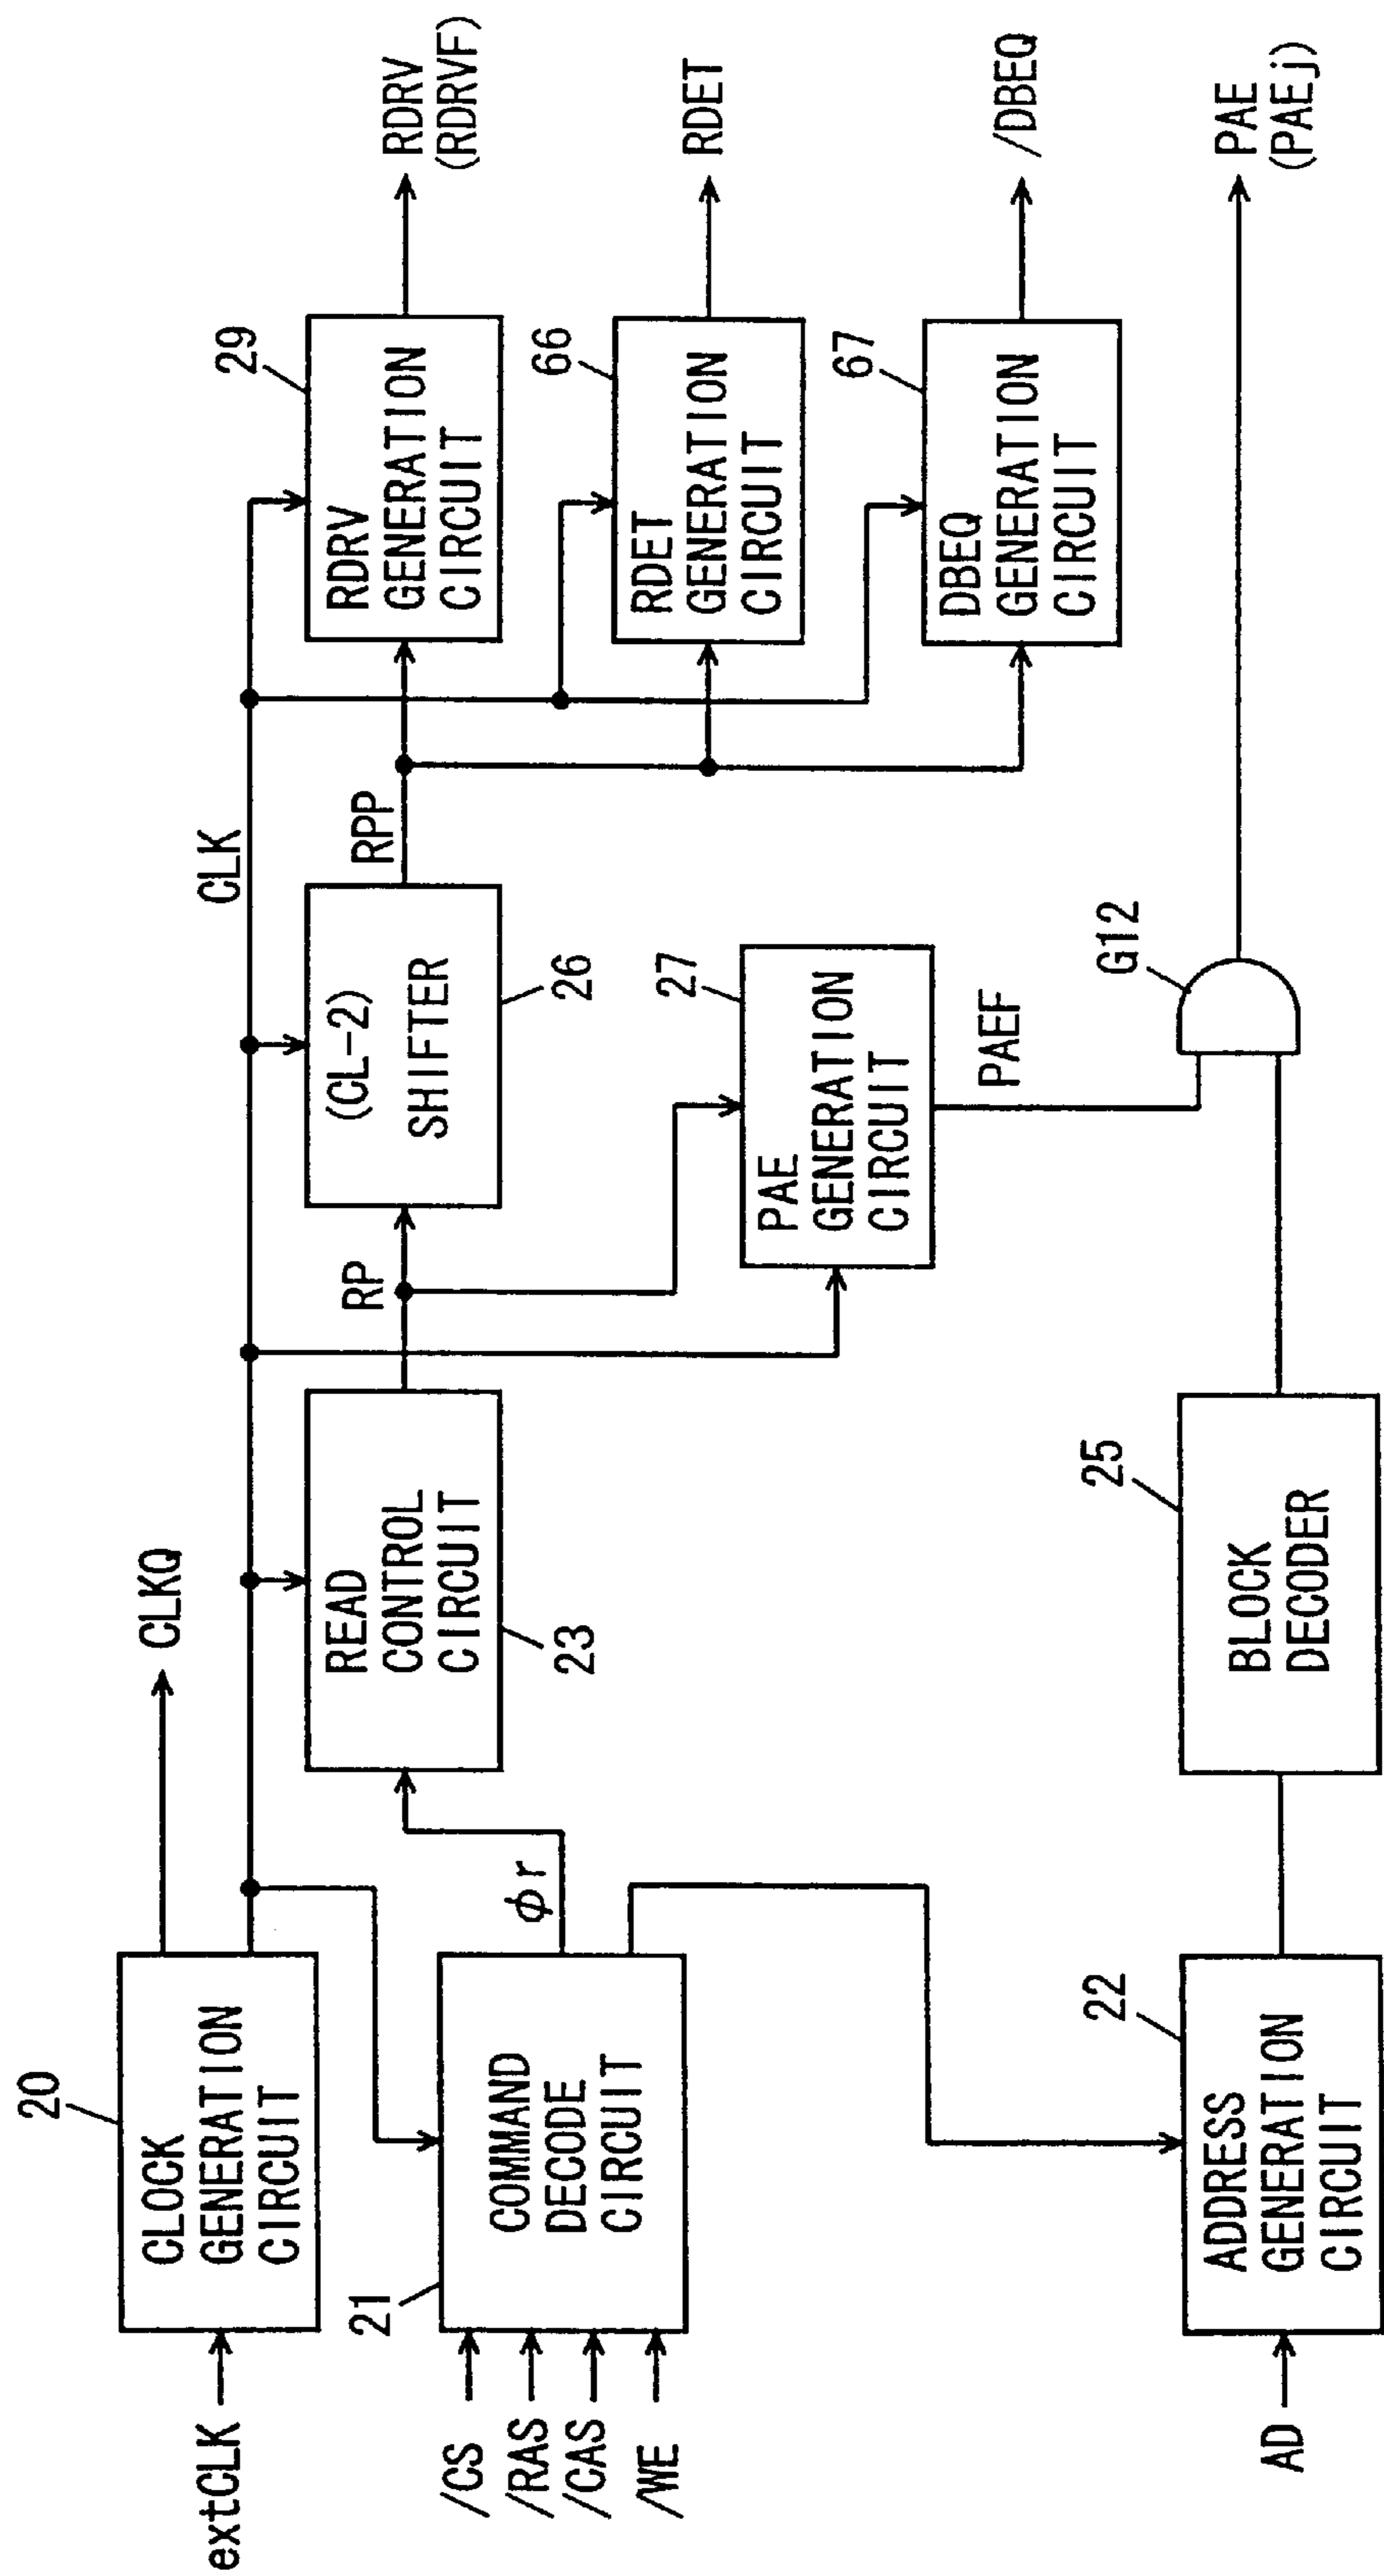 extCLK
20
CLOCK
GENERATION
CIRCUIT
CLKQ
CLK
/CS
/RAS
/CAS
/WE
21
COMMAND
DECODE
CIRCUIT
φr
READ
CONTROL
CIRCUIT
23
RP
(CL-2)
SHIFTER
26
RPP
29
RDRV
GENERATION
CIRCUIT
RDRV
(RDRVF)
66
RDET
GENERATION
CIRCUIT
RDET
67
DBEQ
GENERATION
CIRCUIT
/DBEQ
27
PAE
GENERATION
CIRCUIT
PAEF
AD
22
ADDRESS
GENERATION
CIRCUIT
25
BLOCK
DECODER
G12
PAE
(PAEj)